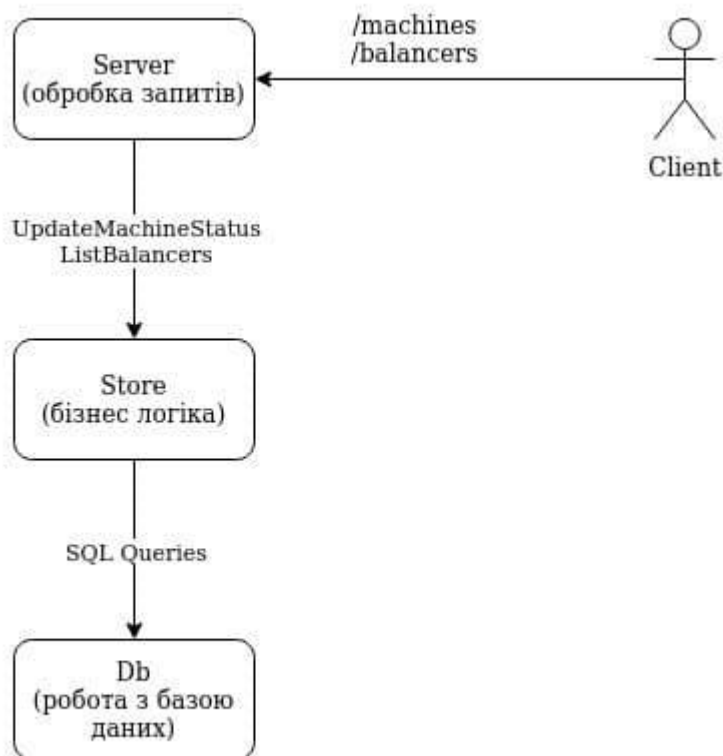 /machines
/balancers
Server
(обробка запитів)
Client
UpdateMachineStatus
ListBalancers
Store
(бізнес логіка)
SQL Queries
Db
(робота з базою
даних)